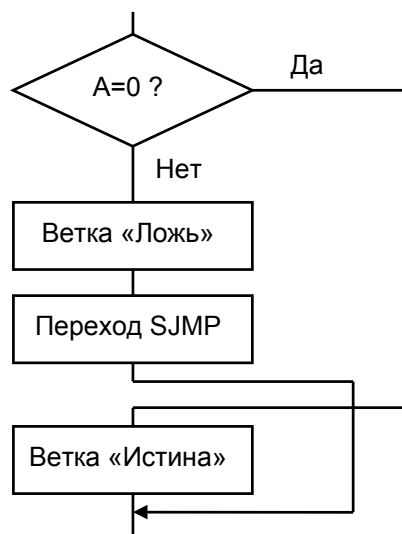 A=0 ?
Да
Нет
Ветка «Ложь»
Переход SJMP
Ветка «Истина»